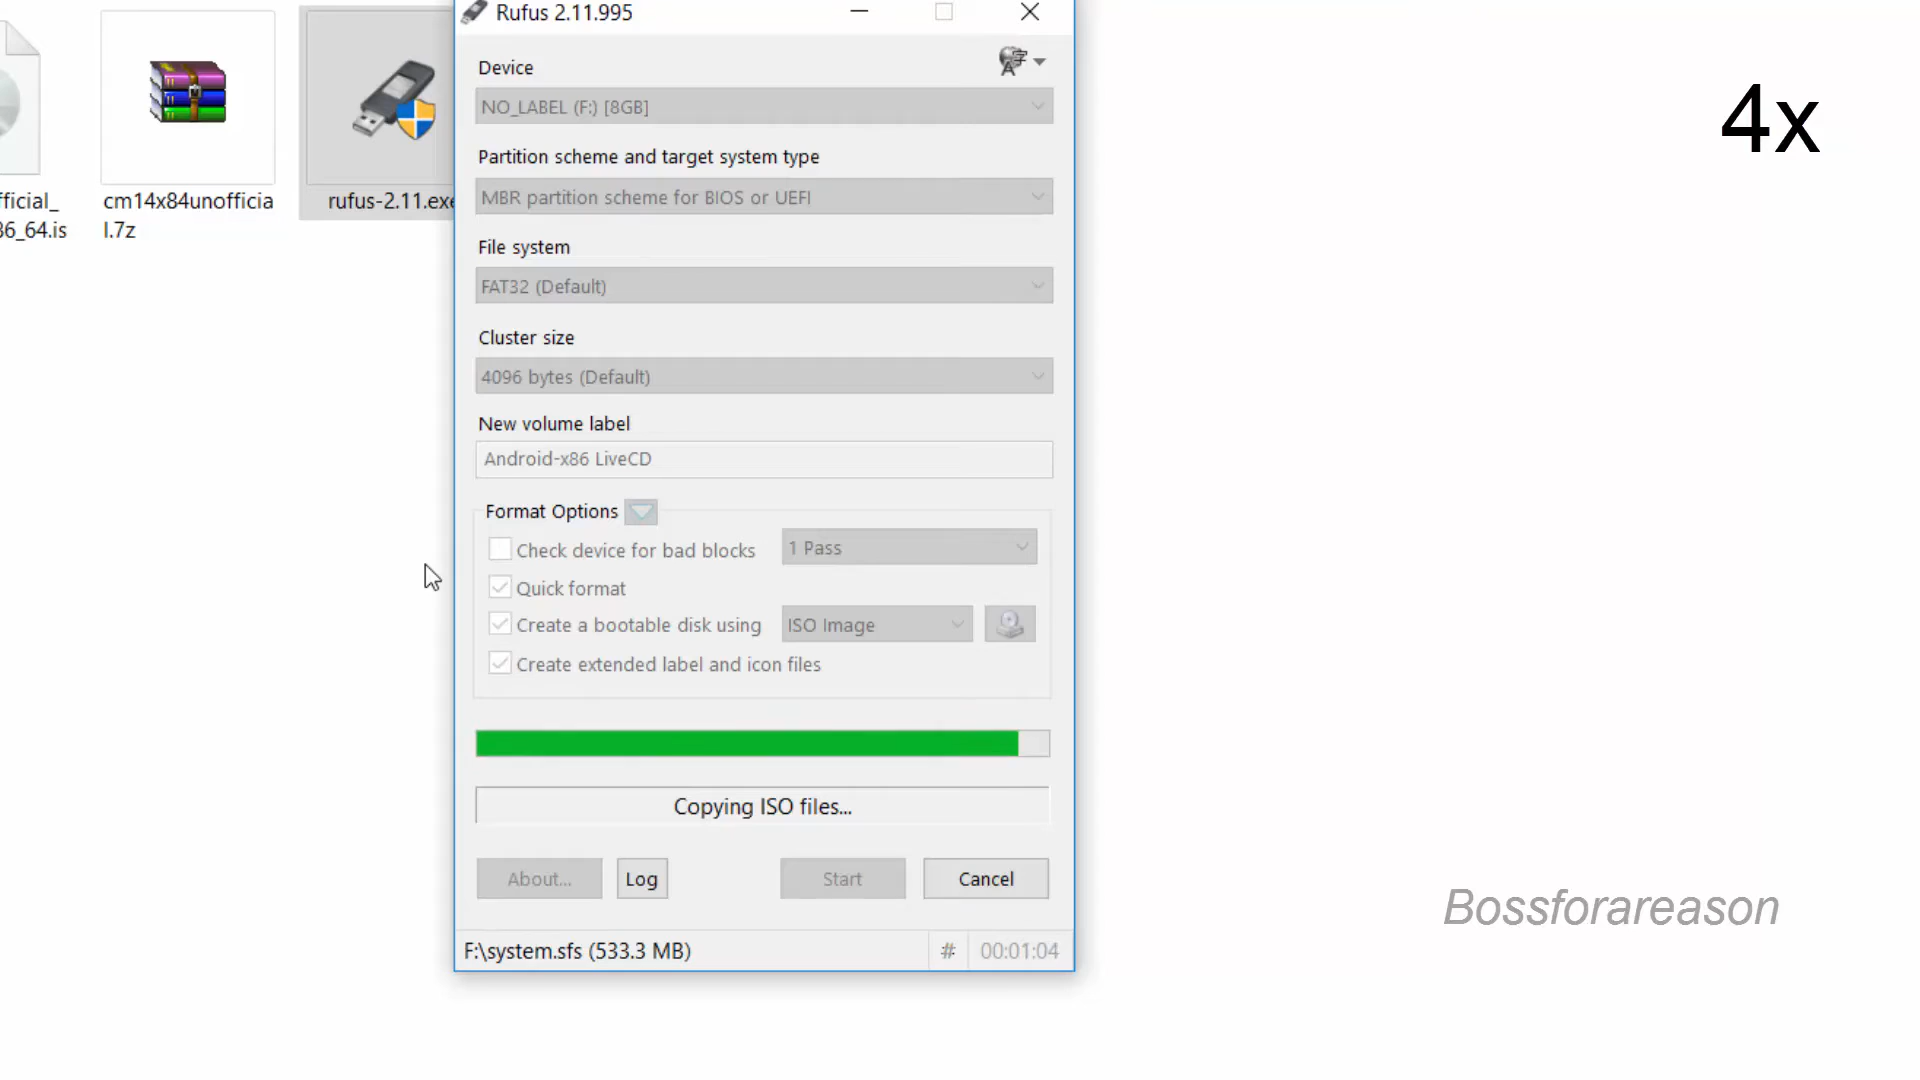 Rufus 2.11.995
Device
NO_LABEL (F:) [8GB]
Partition scheme and target system type
MBR partition scheme for BIOS or UEFI
File system
FAT32 (Default)
Cluster size
4096 bytes (Default)
New volume label
Android-x86 LiveCD
Format Options
Check device for bad blocks
1 Pass
Quick format
Create a bootable disk using
ISO Image
Create extended label and icon files
Copying ISO files...
About...
Log
Start
Cancel
F:\system.sfs (533.3 MB)
#
00:01:04
fficial_
86_64.is
cm14x84unofficia
l.7z
rufus-2.11.exe
4x
Bossforareason